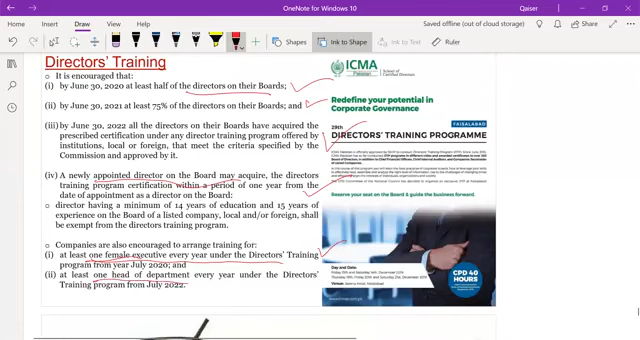 OneNote for Windows 10
Saved offline (out of cloud storage)
Qaiser
Home
Insert
Draw
View
Help
Shapes
Ink to Shape
Ink to Text
Ruler
Directors' Training
o It is encouraged that:
(i) by June 30, 2020 at least half of the directors on their Boards;
(ii) by June 30, 2021 at least 75% of the directors on their Boards; and
(iii) by June 30, 2022 all the directors on their Boards have acquired the
prescribed certification under any director training program offered by
institutions, local or foreign, that meet the criteria specified by the
Commission and approved by it.
(iv) A newly appointed director on the Board may acquire, the directors
training program certification within a period of one year from the
date of appointment as a director on the Board:
o director having a minimum of 14 years of education and 15 years of
experience on the Board of a listed company, local and/or foreign, shall
be exempt from the directors training program.
o Companies are also encouraged to arrange training for:
(i) at least one female executive every year under the Directors' Training
program from year July 2020; and
(ii) at least one head of department every year under the Directors'
Training program from July 2022.
ICMA
Pakistan
School of
Certified Directors
Redefine your potential in
Corporate Governance
FAISALABAD
29th
DIRECTORS' TRAINING PROGRAMME
Reserve your seat on the Board & guide the business forward.
Day and Date:
Venue: Serena Hotel, Faisalabad
CPD 40
HOURS